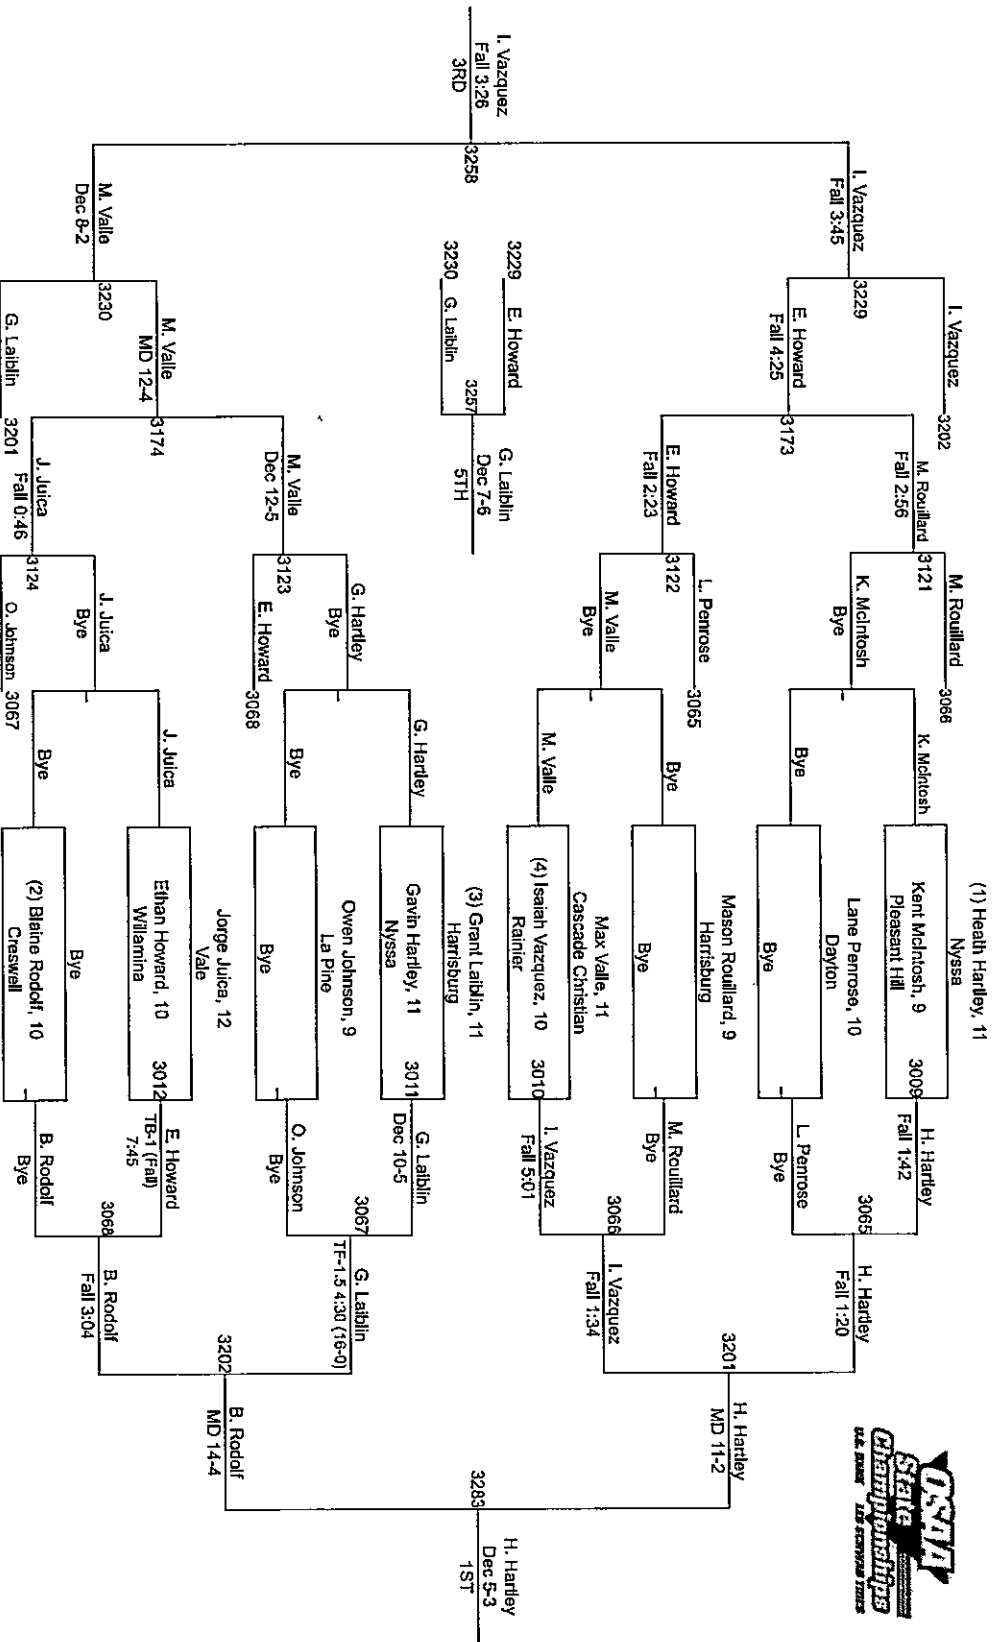 OSAA
State
Championships
U.S. BANK LES SCHWAB TIRES
(1) Heath Hartley, 11
Nyssa
Kent McIntosh, 9
Pleasant Hill
3009
Lane Penrose, 10
Dayton
Bye
Mason Rouillard, 9
Harrisburg
Bye
Max Valle, 11
Cascade Christian
(4) Isaiah Vazquez, 10
Rainier
3010
(3) Grant Laiblin, 11
Harrisburg
Gavin Hartley, 11
Nyssa
3011
Owen Johnson, 9
La Pine
Bye
Jorge Juica, 12
Vale
Ethan Howard, 10
Willamina
3012
Bye
(2) Blaine Rodolf, 10
Creswell
H. Hartley
Fall 1:42
3065
L. Penrose
Bye
M. Rouillard
Bye
3066
I. Vazquez
Fall 5:01
G. Laiblin
Dec 10-5
3067
O. Johnson
Bye
E. Howard
TB-1 (Fall)
7:45
3068
B. Rodolf
Bye
H. Hartley
Fall 1:20
3201
I. Vazquez
Fall 1:34
G. Laiblin
TF-1.5 4:30 (16-0)
3202
B. Rodolf
Fall 3:04
H. Hartley
MD 11-2
3283
B. Rodolf
MD 14-4
H. Hartley
Dec 5-3
1ST
K. McIntosh
Bye
Bye
M. Valle
G. Hartley
Bye
J. Juica
Bye
M. Rouillard
3066
3121
K. McIntosh
Bye
L. Penrose
3065
3122
M. Valle
Bye
G. Hartley
Bye
3123
E. Howard
3068
J. Juica
Bye
3124
O. Johnson
3067
M. Rouillard
Fall 2:56
3173
E. Howard
Fall 2:23
M. Valle
Dec 12-5
3174
J. Juica
Fall 0:46
I. Vazquez
3202
3229
E. Howard
Fall 4:25
M. Valle
MD 12-4
3230
G. Laiblin
3201
I. Vazquez
Fall 3:45
3258
M. Valle
Dec 8-2
I. Vazquez
Fall 3:26
3RD
3229
E. Howard
3257
3230
G. Laiblin
G. Laiblin
Dec 7-6
5TH